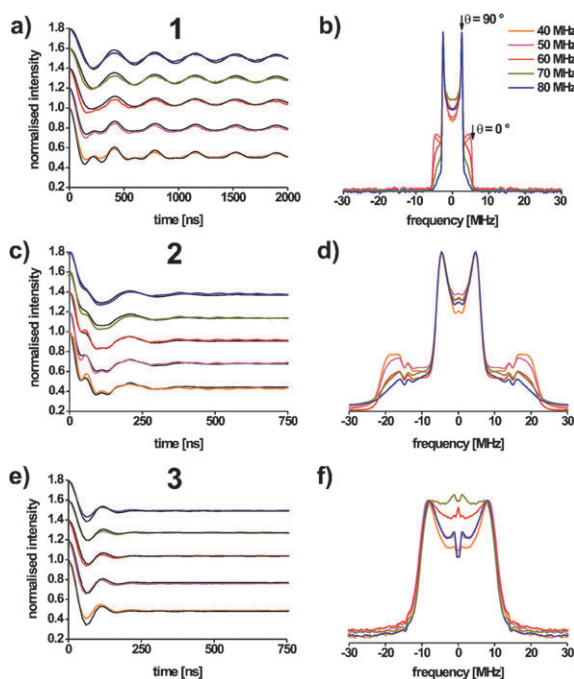 a)
1
normalised intensity
1.8
1.6
1.4
1.2
1.0
0.8
0.6
0.4
0.2
0
500
1000
1500
2000
time [ns]
b)
θ = 90 °
θ = 0 °
40 MHz
50 MHz
60 MHz
70 MHz
80 MHz
-30
-20
-10
0
10
20
30
frequency [MHz]
c)
2
normalised intensity
1.8
1.6
1.4
1.2
1.0
0.8
0.6
0.4
0.2
0
250
500
750
time [ns]
d)
-30
-20
-10
0
10
20
30
frequency [MHz]
e)
3
normalised intensity
1.8
1.6
1.4
1.2
1.0
0.8
0.6
0.4
0.2
0
250
500
750
time [ns]
f)
-30
-20
-10
0
10
20
30
frequency [MHz]